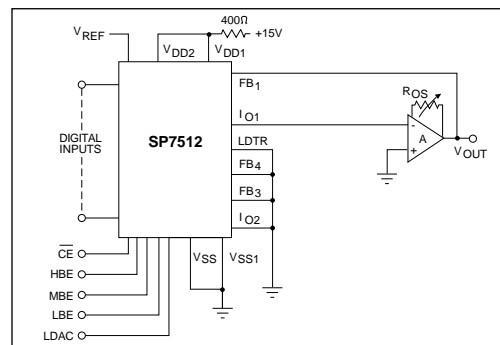 400Ω
VREF
+15V
VDD2
VDD1
FB1
ROS
IO1
-
DIGITAL
INPUTS
SP7512
LDTR
A
+
VOUT
FB4
FB3
IO2
CE
VSS
VSS1
HBE
MBE
LBE
LDAC